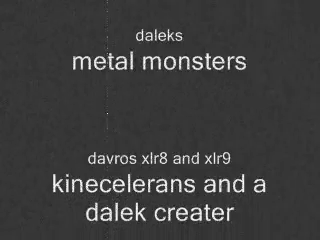 daleks
metal monsters
davros xlr8 and xlr9
kinecelerans and a
dalek creater